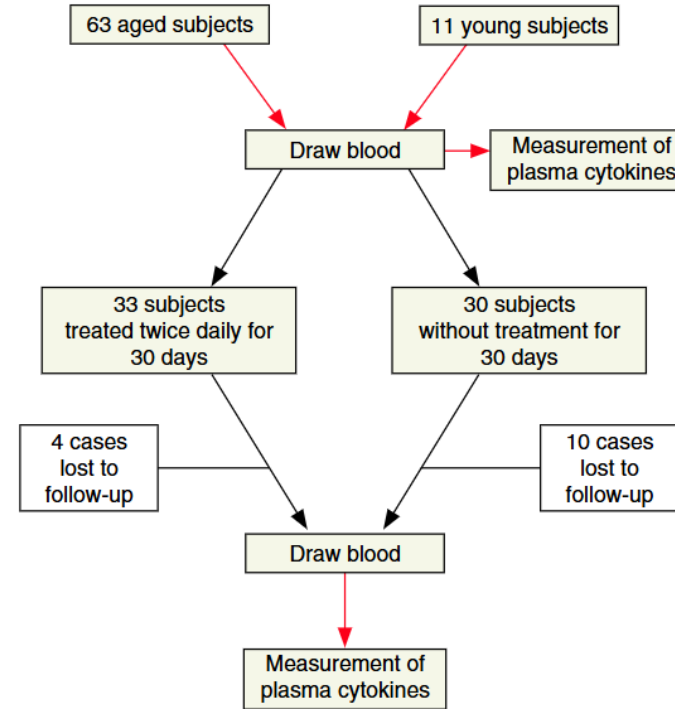 63 aged subjects
11 young subjects
Draw blood
Measurement of
plasma cytokines
33 subjects
treated twice daily for
30 days
30 subjects
without treatment for
30 days
4 cases
lost to
follow-up
10 cases
lost to
follow-up
Draw blood
Measurement of
plasma cytokines